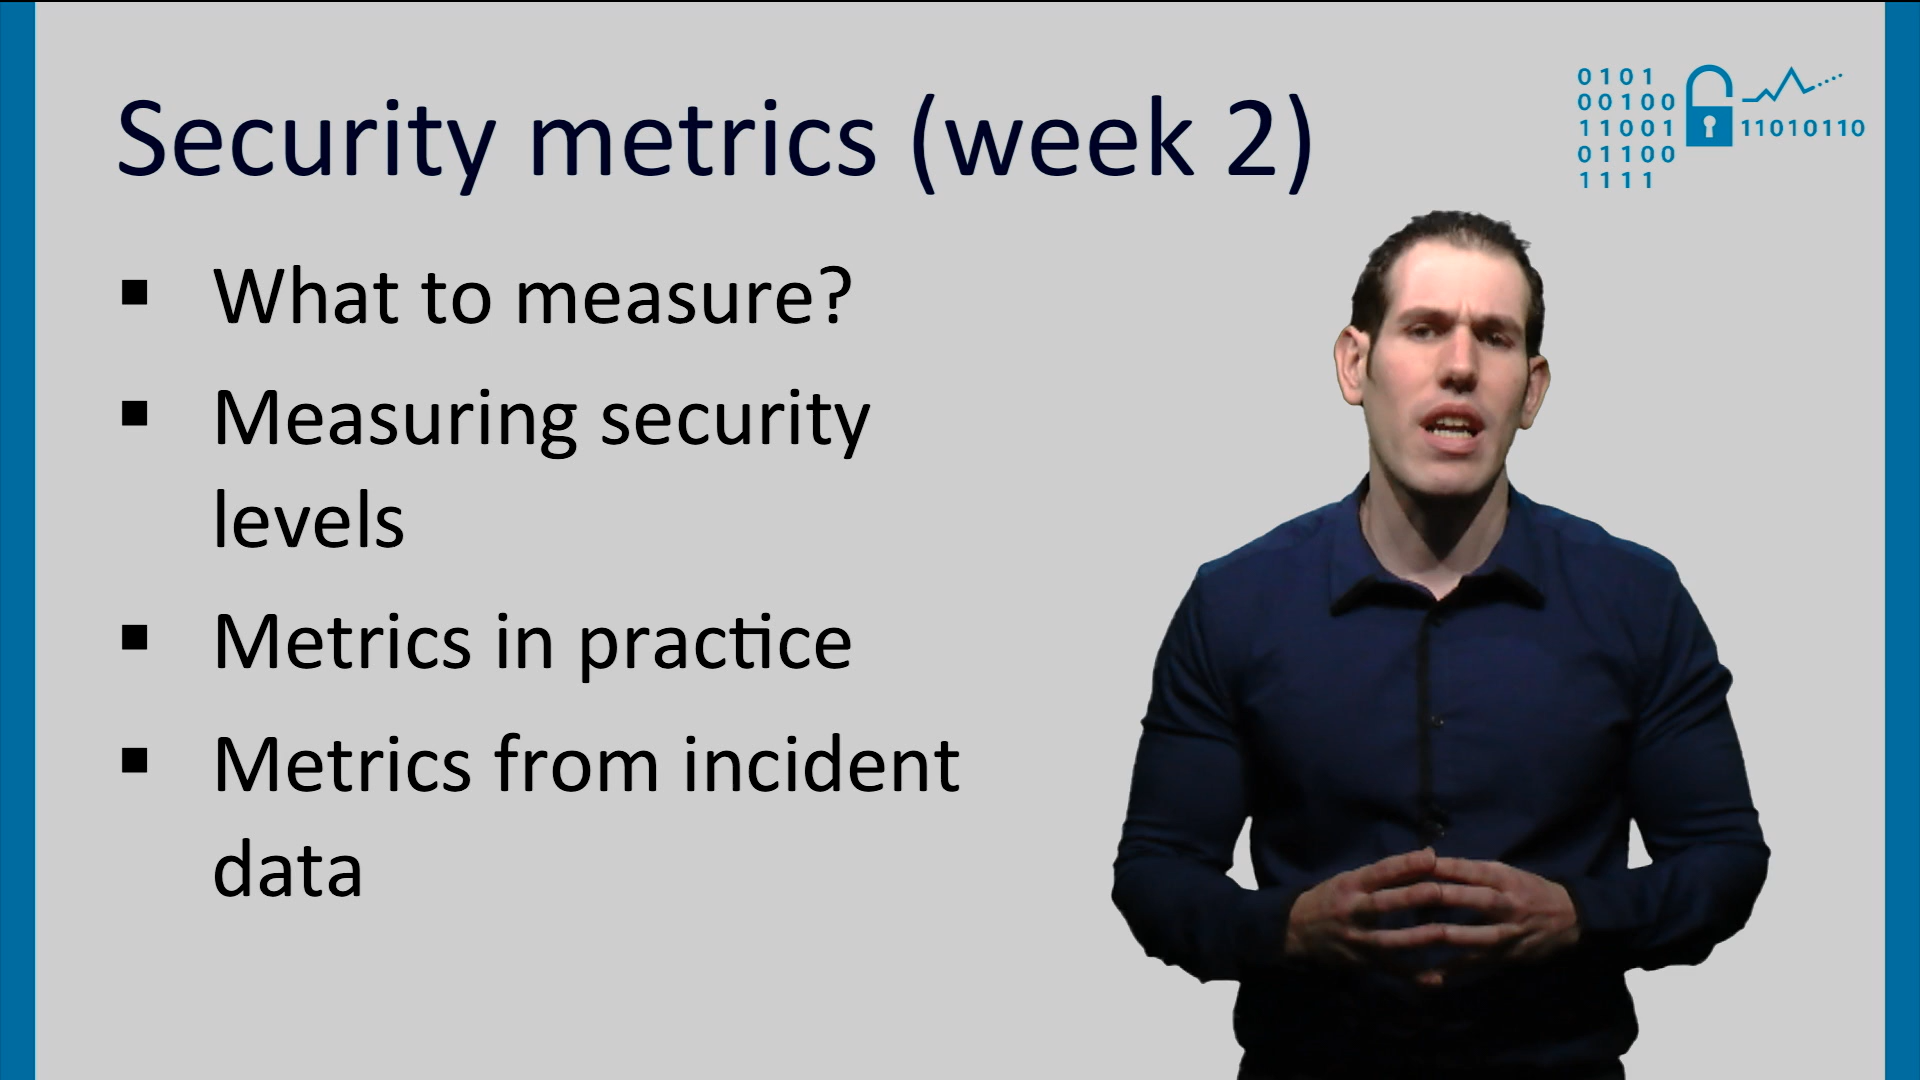 Security metrics (week 2)
0101
00100
11001
01100
1111
11010110
▪ What to measure?
▪ Measuring security
levels
▪ Metrics in practice
▪ Metrics from incident
data